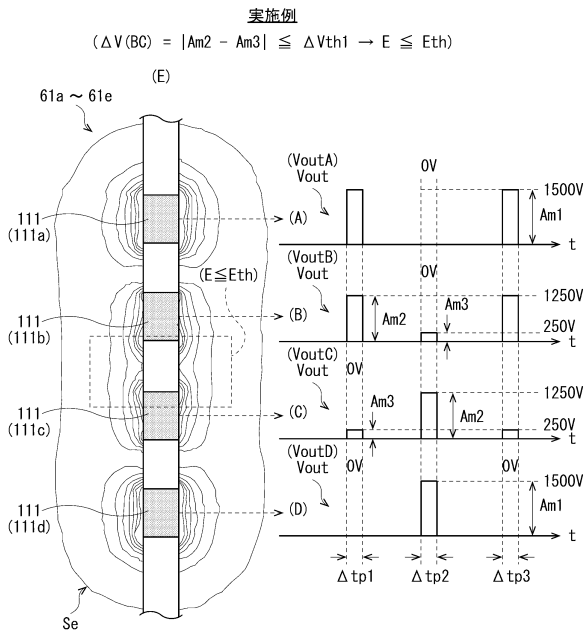 実施例
(ΔV(BC) = |Am2 - Am3| ≦ ΔVth1 → E ≦ Eth)
(E)
61a ～ 61e
111
(111a)
(E≦Eth)
111
(111b)
111
(111c)
111
(111d)
Se
(VoutA)
Vout
0V
1500V
Am1
(A)
t
(VoutB)
Vout
0V
1250V
Am2
Am3
250V
(B)
t
(VoutC)
Vout
0V
1250V
Am3
Am2
250V
(C)
t
(VoutD)
Vout
0V
0V
1500V
Am1
(D)
t
Δtp1
Δtp2
Δtp3